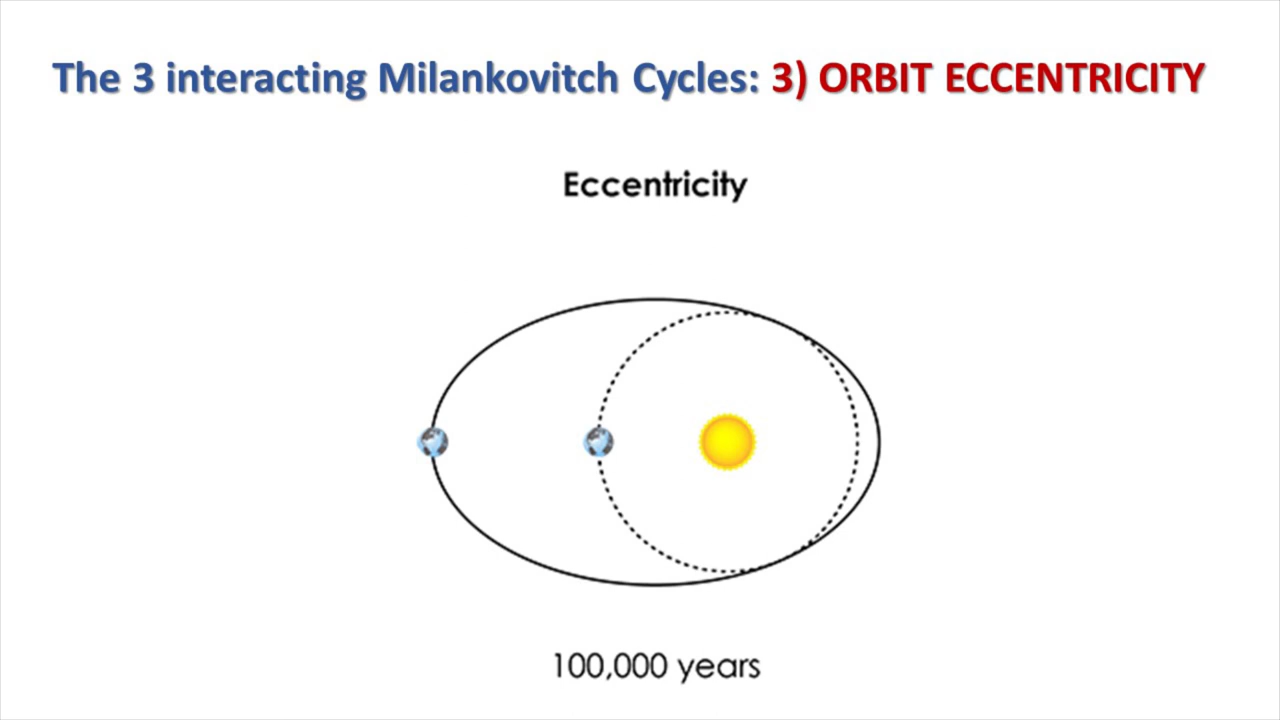 The 3 interacting Milankovitch Cycles: 3) ORBIT ECCENTRICITY
Eccentricity
100,000 years